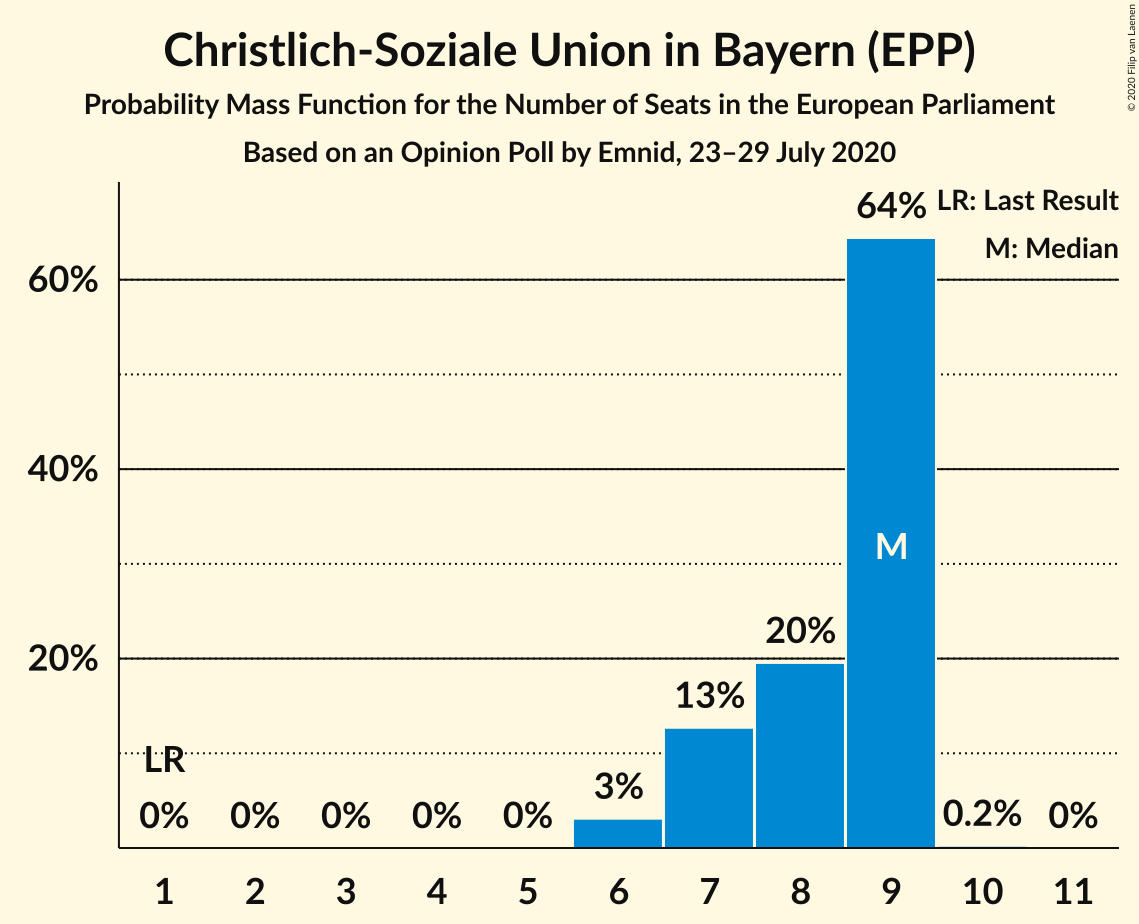 Christlich-Soziale Union in Bayern (EPP)
Probability Mass Function for the Number of Seats in the European Parliament
Based on an Opinion Poll by Emnid, 23–29 July 2020
© 2020 Filip van Laenen
LR: Last Result
M: Median
60%
40%
20%
LR
0%
0%
0%
0%
0%
3%
13%
20%
64%
M
0.2%
0%
1 2 3 4 5 6 7 8 9 10 11